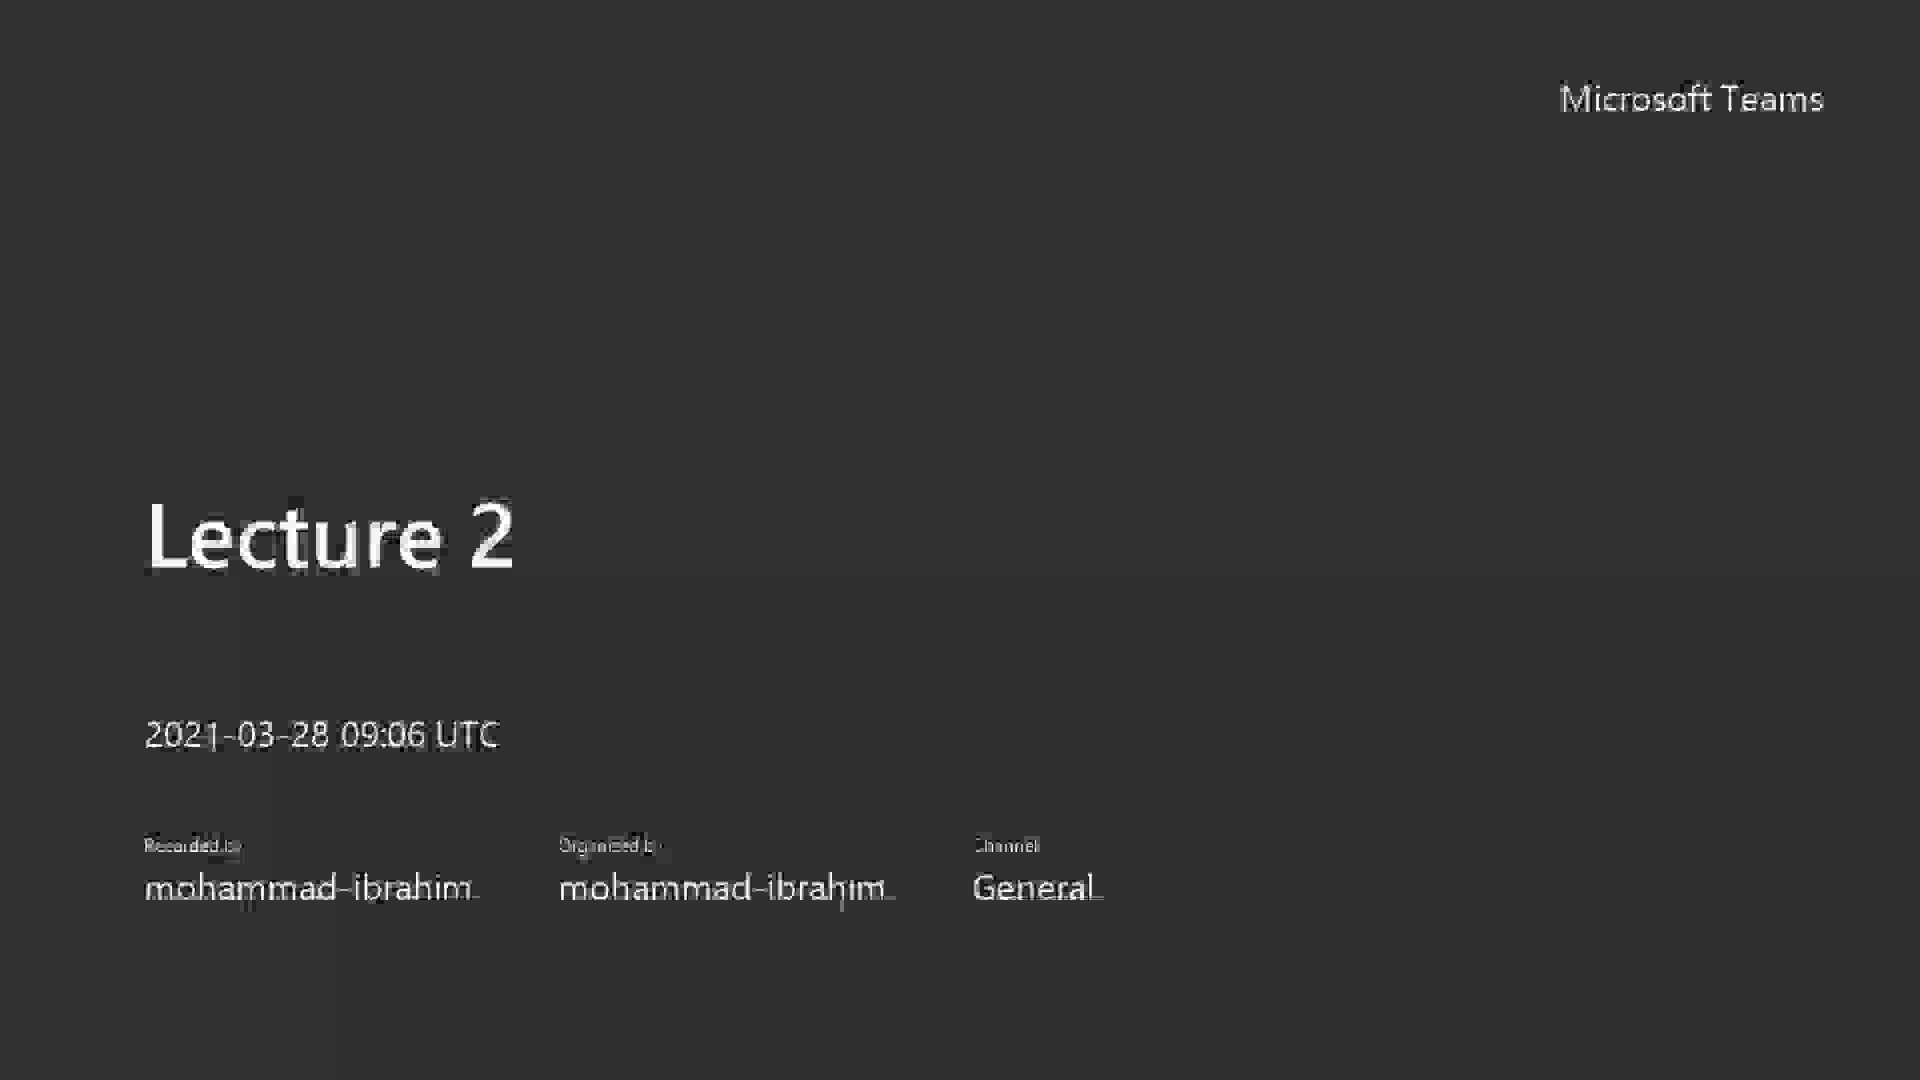 Microsoft Teams
Lecture 2
2021-03-28 09:06 UTC
Recorded by Organized by Channel
mohammad-ibrahim mohammad-ibrahim General